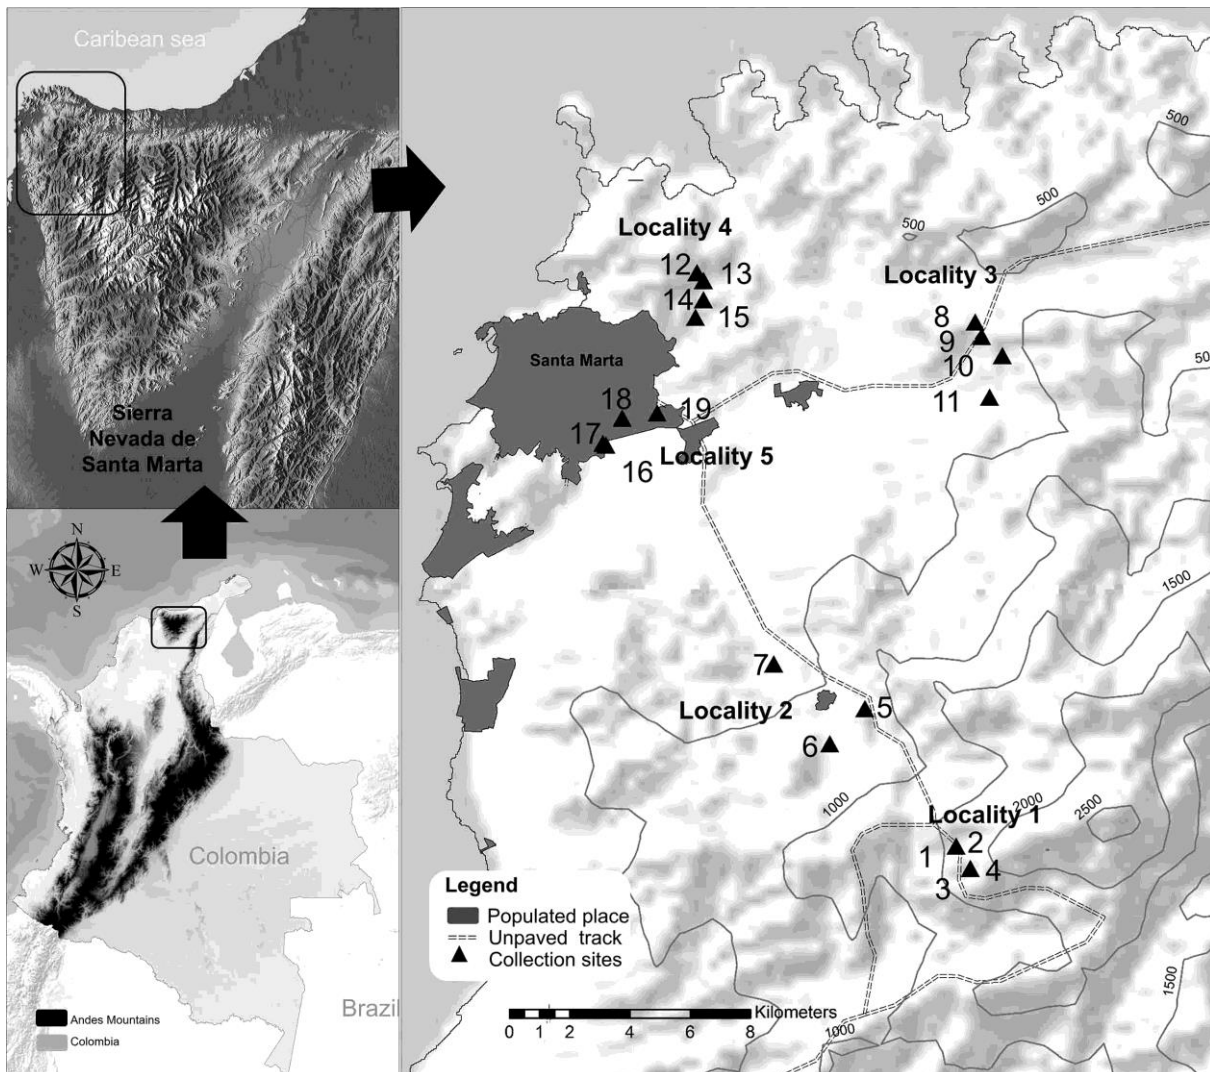 Caribean sea
Sierra
Nevada de
Santa Marta
N
W E
S
Colombia
Brazil
Andes Mountains
Colombia
500
500
500
500
50
Locality 4
12
13
14
15
Locality 3
8
9
10
11
Santa Marta
18
19
17
16
Locality 5
1500
7
Locality 2
5
6
1000
2000
2500
Locality 1
1
2
3
4
1500
1000
Legend
Populated place
Unpaved track
Collection sites
Kilometers
0 1 2 4 6 8